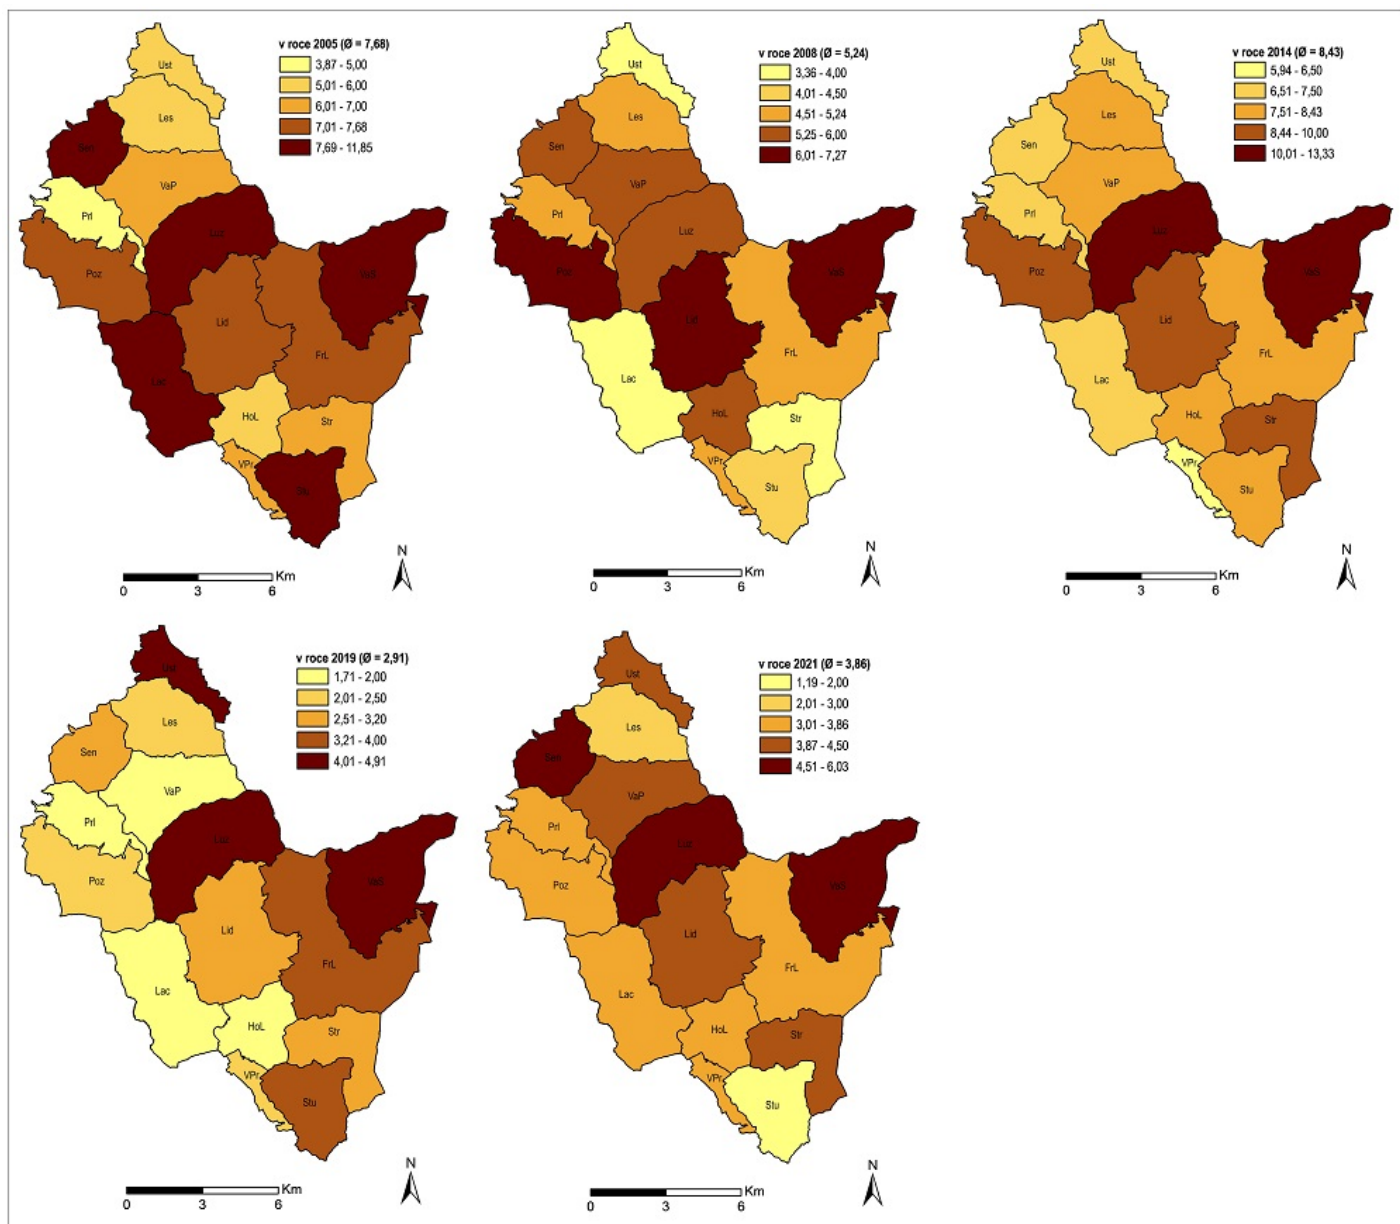 v roce 2005 (Ø = 7,68)
3,87 - 5,00
5,01 - 6,00
6,01 - 7,00
7,01 - 7,68
7,69 - 11,85
Ust
Les
Sen
VaP
Prl
Luz
Poz
VaS
Lid
FrL
Lac
HoL
Str
VPr
Stu
N
Km
0 3 6
v roce 2008 (Ø = 5,24)
3,36 - 4,00
4,01 - 4,50
4,51 - 5,24
5,25 - 6,00
6,01 - 7,27
Ust
Les
Sen
VaP
Prl
Luz
Poz
VaS
Lid
FrL
Lac
HoL
Str
VPr
Stu
N
Km
0 3 6
v roce 2014 (Ø = 8,43)
5,94 - 6,50
6,51 - 7,50
7,51 - 8,43
8,44 - 10,00
10,01 - 13,33
Ust
Les
Sen
VaP
Prl
Luz
Poz
VaS
Lid
FrL
Lac
HoL
Str
VPr
Stu
N
Km
0 3 6
v roce 2019 (Ø = 2,91)
1,71 - 2,00
2,01 - 2,50
2,51 - 3,20
3,21 - 4,00
4,01 - 4,91
Ust
Les
Sen
VaP
Prl
Luz
Poz
VaS
Lid
FrL
Lac
HoL
Str
VPr
Stu
N
Km
0 3 6
v roce 2021 (Ø = 3,86)
1,19 - 2,00
2,01 - 3,00
3,01 - 3,86
3,87 - 4,50
4,51 - 6,03
Ust
Les
Sen
VaP
Prl
Luz
Poz
VaS
Lid
FrL
Lac
HoL
Str
VPr
Stu
N
Km
0 3 6